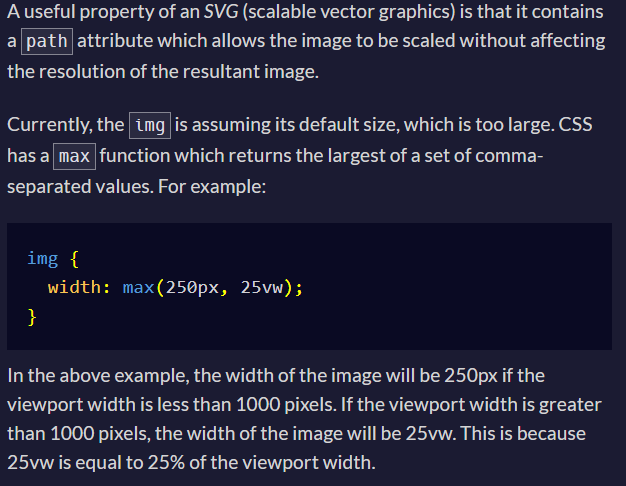 A useful property of an SVG (scalable vector graphics) is that it contains
a path attribute which allows the image to be scaled without affecting
the resolution of the resultant image.
Currently, the img is assuming its default size, which is too large. CSS
has a max function which returns the largest of a set of comma-
separated values. For example:
img {
  width: max(250px, 25vw);
}
In the above example, the width of the image will be 250px if the
viewport width is less than 1000 pixels. If the viewport width is greater
than 1000 pixels, the width of the image will be 25vw. This is because
25vw is equal to 25% of the viewport width.